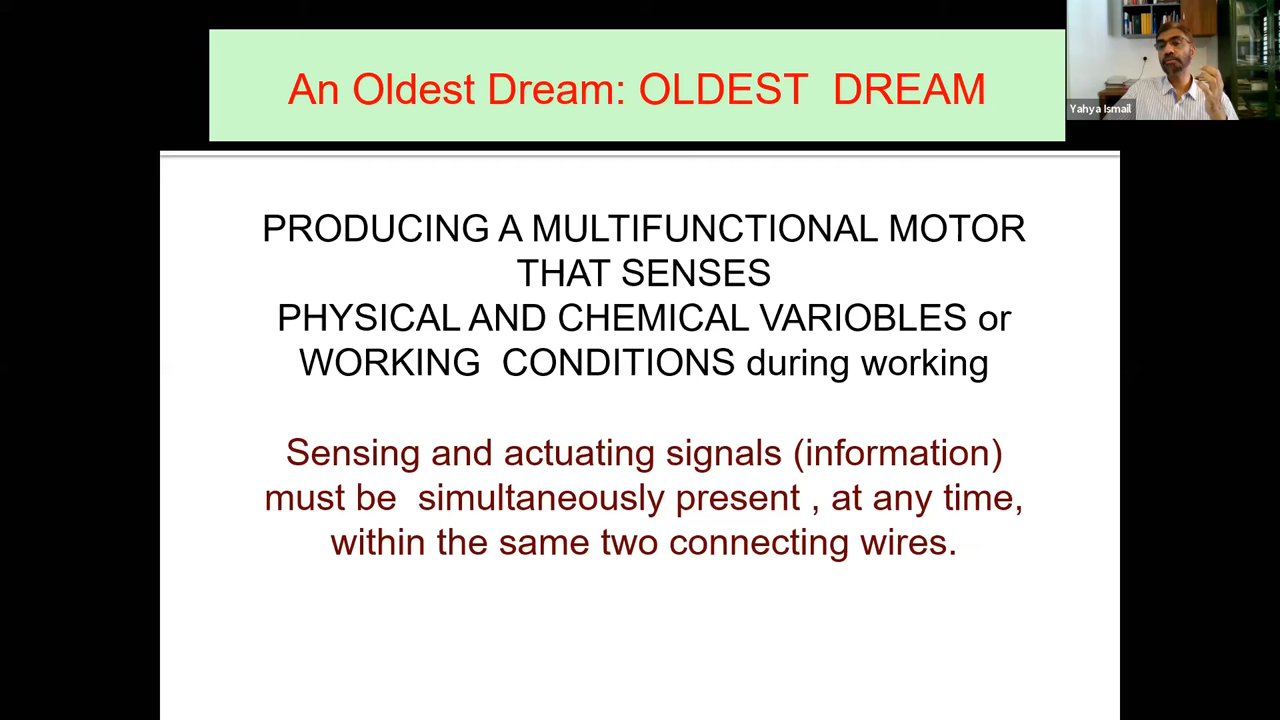 An Oldest Dream: OLDEST DREAM
Yahya Ismail
PRODUCING A MULTIFUNCTIONAL MOTOR
THAT SENSES
PHYSICAL AND CHEMICAL VARIOBLES or
WORKING CONDITIONS during working
Sensing and actuating signals (information)
must be simultaneously present , at any time,
within the same two connecting wires.